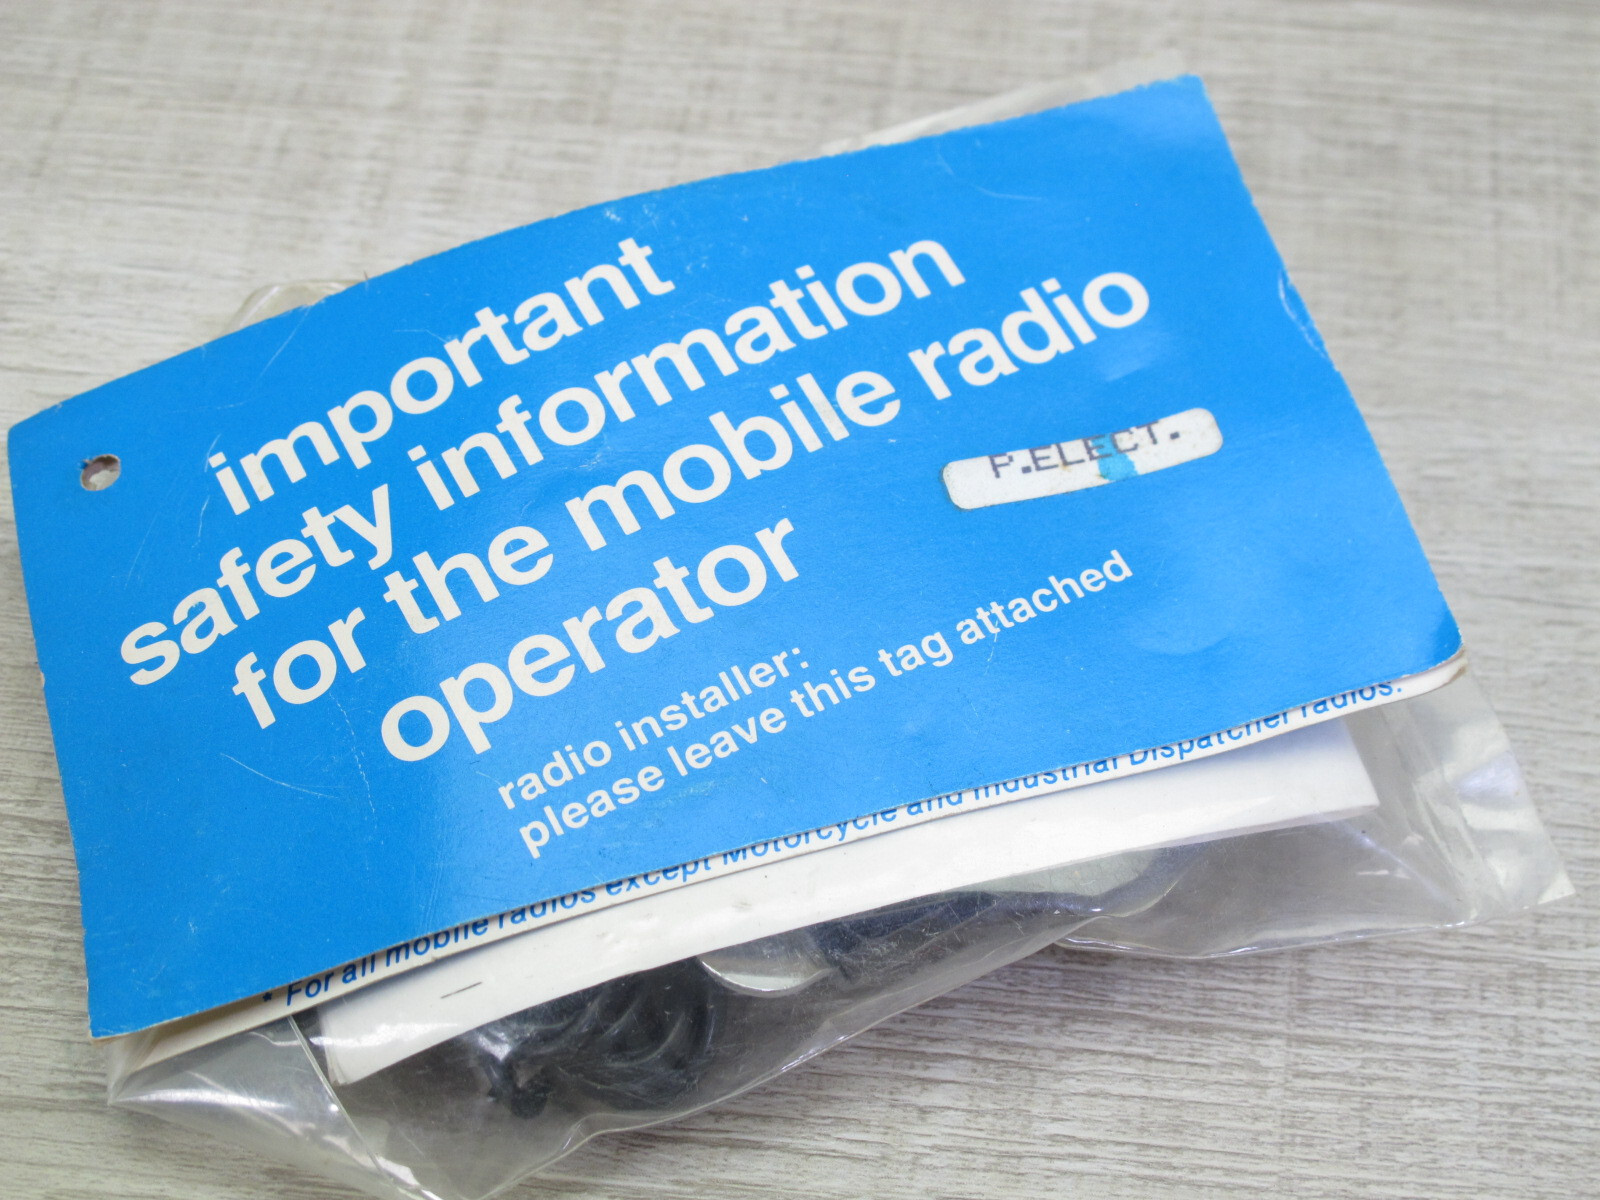 important
safety information
for the mobile radio
operator
P.ELECT.
radio installer:
please leave this tag attached
* For all mobile radios except Motorcycle and Industrial Dispatcher radios.